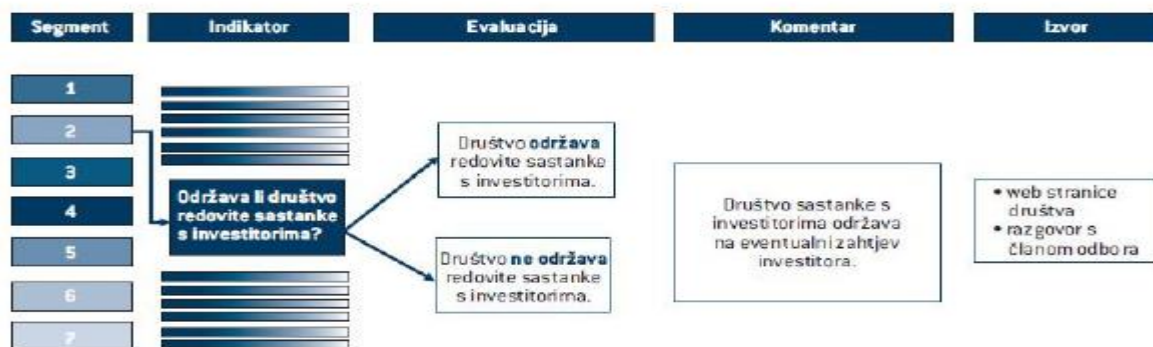 Segment
Indikator
Evaluacija
Komentar
Izvor
1
2
3
4
5
6
7
Održava li društvo
redovite sastanke
s investitorima?
Društvo održava
redovite sastanke
s investitorima.
Društvo ne održava
redovite sastanke
s investitorima.
Društvo sastanke s
investitorima održava
na eventualni zahtjev
investitora.
• web stranice
društva
• razgovor s
članom odbora